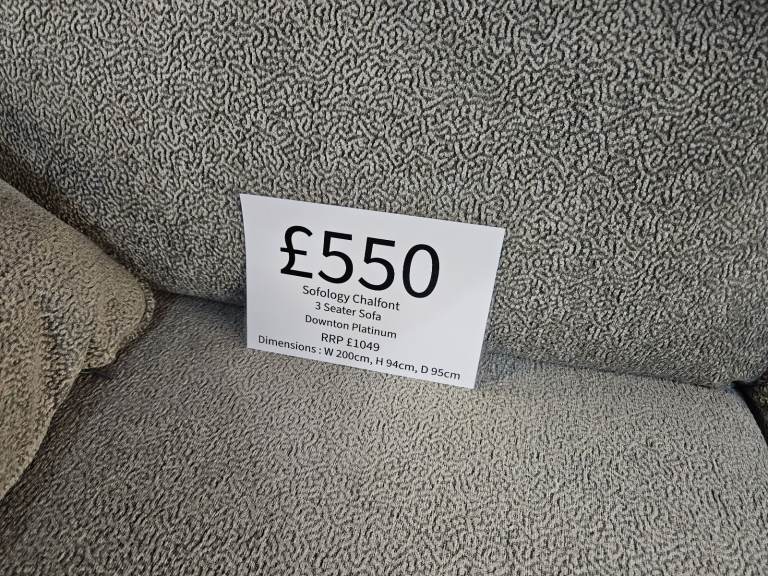 £550
Sofology Chalfont
3 Seater Sofa
Downton Platinum
RRP £1049
Dimensions : W 200cm, H 94cm, D 95cm